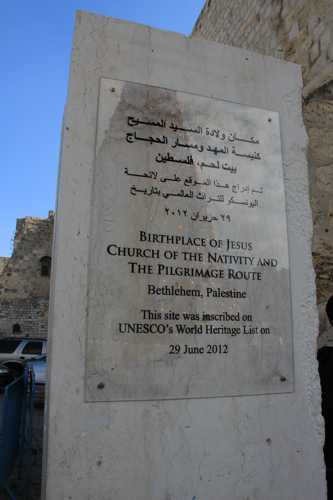 مكان ولادة السيد المسيح
كنيسة المهد ومسار الحجاج
بيت لحم، فلسطين
تم إدراج هذا الموقع على لائحة
اليونسكو للتراث العالمي بتاريخ
٢٩ حزيران ٢٠١٢
BIRTHPLACE OF JESUS
CHURCH OF THE NATIVITY AND
THE PILGRIMAGE ROUTE
Bethlehem, Palestine
This site was inscribed on
UNESCO's World Heritage List on
29 June 2012